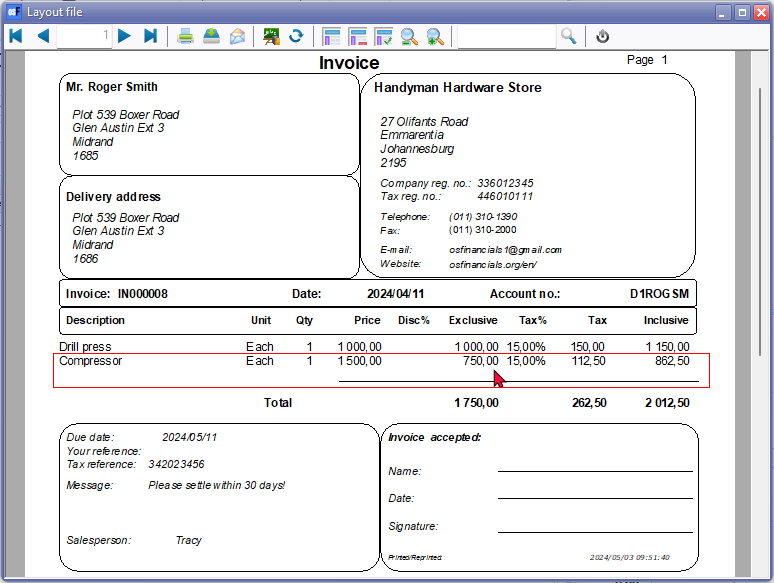 Layout file
1
Invoice
Page 1
Mr. Roger Smith
Plot 539 Boxer Road
Glen Austin Ext 3
Midrand
1685
Handyman Hardware Store
27 Olifants Road
Emmarentia
Johannesburg
2195
Company reg. no.: 336012345
Tax reg. no.: 446010111
Telephone: (011) 310-1390
Fax: (011) 310-2000
E-mail: osfinancials1@gmail.com
Website: osfinancials.org/en/
Delivery address
Plot 539 Boxer Road
Glen Austin Ext 3
Midrand
1686
Invoice: IN000008 Date: 2024/04/11 Account no.: D1ROGSM
Description Unit Qty Price Disc% Exclusive Tax% Tax Inclusive
Drill press Each 1 1 000,00 1 000,00 15,00% 150,00 1 150,00
Compressor Each 1 1 500,00 750,00 15,00% 112,50 862,50
Total 1 750,00 262,50 2 012,50
Due date: 2024/05/11
Your reference:
Tax reference: 342023456
Message: Please settle within 30 days!
Salesperson: Tracy
Invoice accepted:
Name:
Date:
Signature:
Printed/Reprinted: 2024/05/03 09:51:40